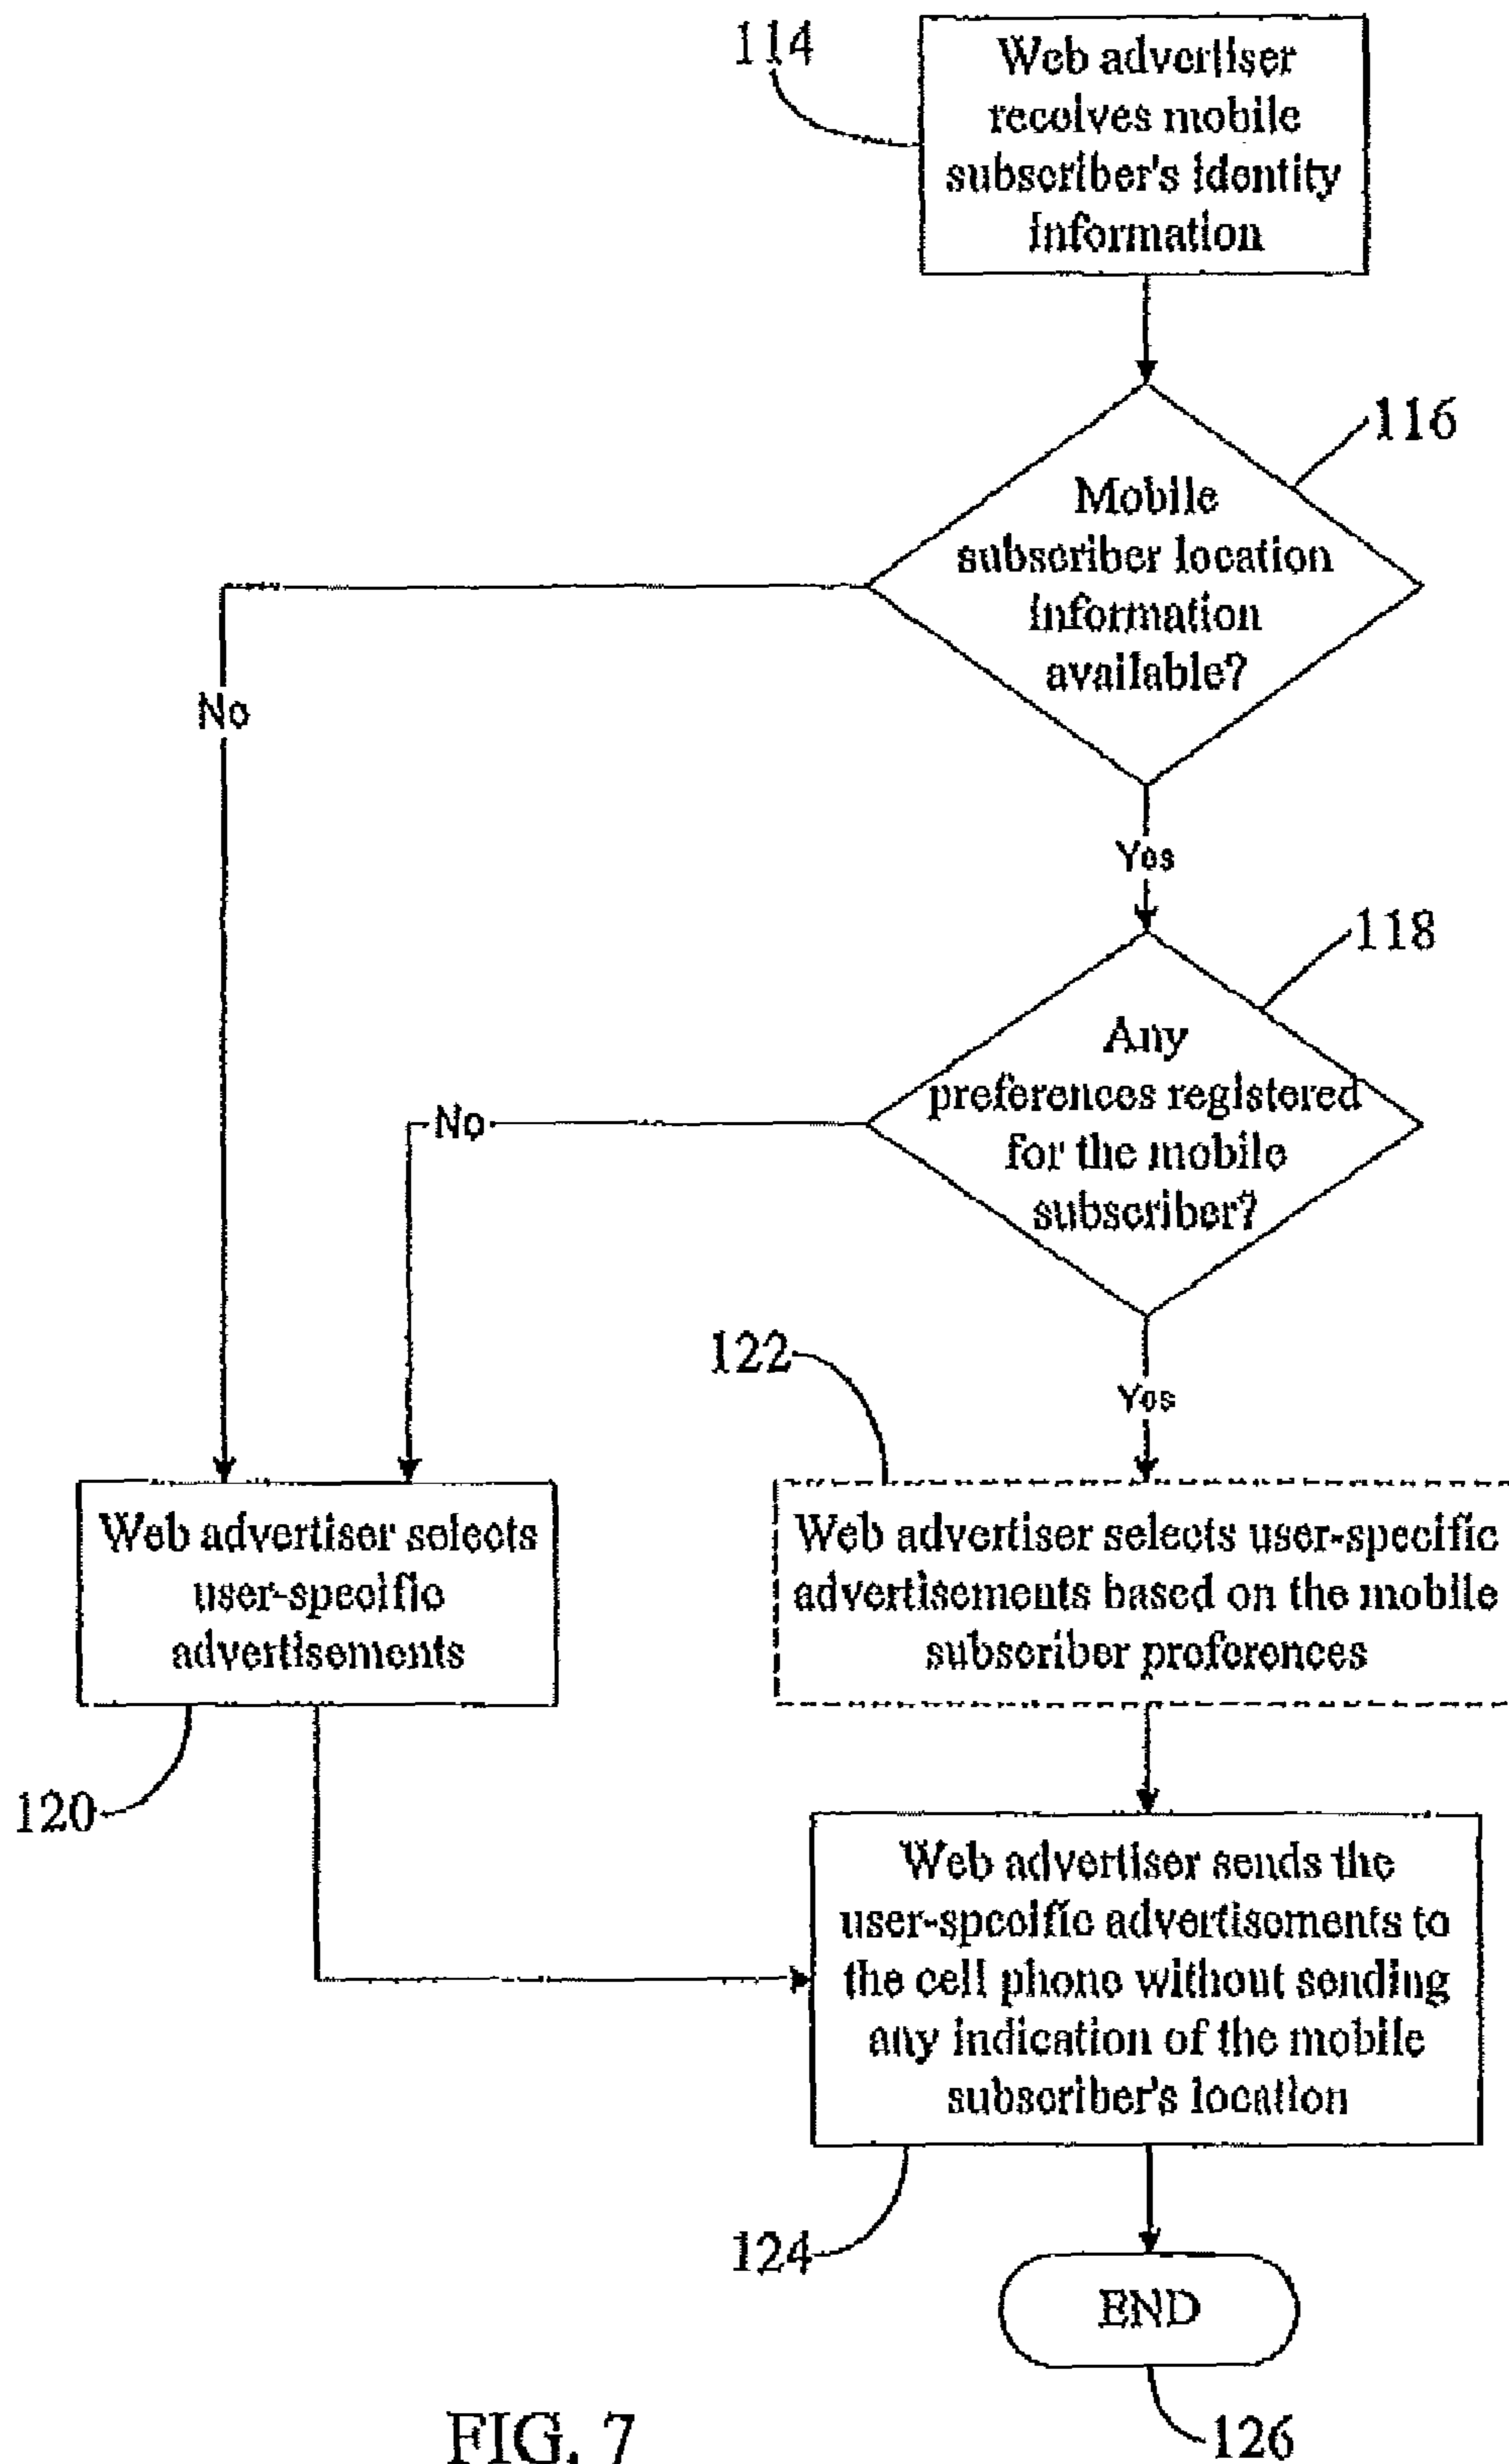 114
Web advertiser
receives mobile
subscriber's identity
information
116
Mobile
subscriber location
information
available?
No
Yes
118
Any
preferences registered
for the mobile
subscriber?
No
Yes
122
Web advertiser selects
user-specific
advertisements
Web advertiser selects user-specific
advertisements based on the mobile
subscriber preferences
120
Web advertiser sends the
user-specific advertisements to
the cell phone without sending
any indication of the mobile
subscriber's location
124
END
126
FIG. 7